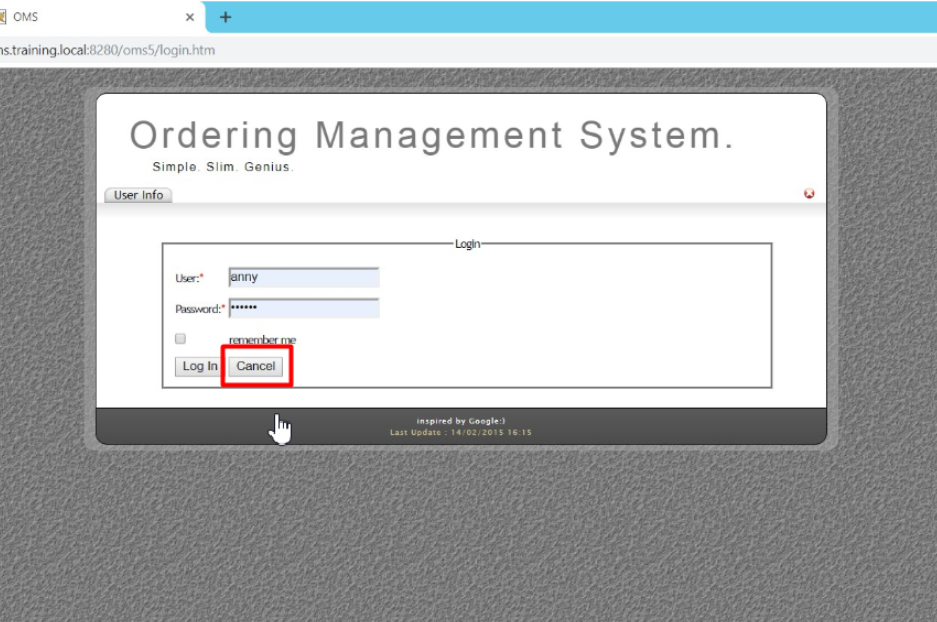 OMS
ns.training.local:8280/oms5/login.htm
Ordering Management System.
Simple. Slim. Genius.
User Info
Login
User:* anny
Password:* ••••••
remember me
Log In Cancel
inspired by Google:)
Last Update : 14/02/2015 16:15